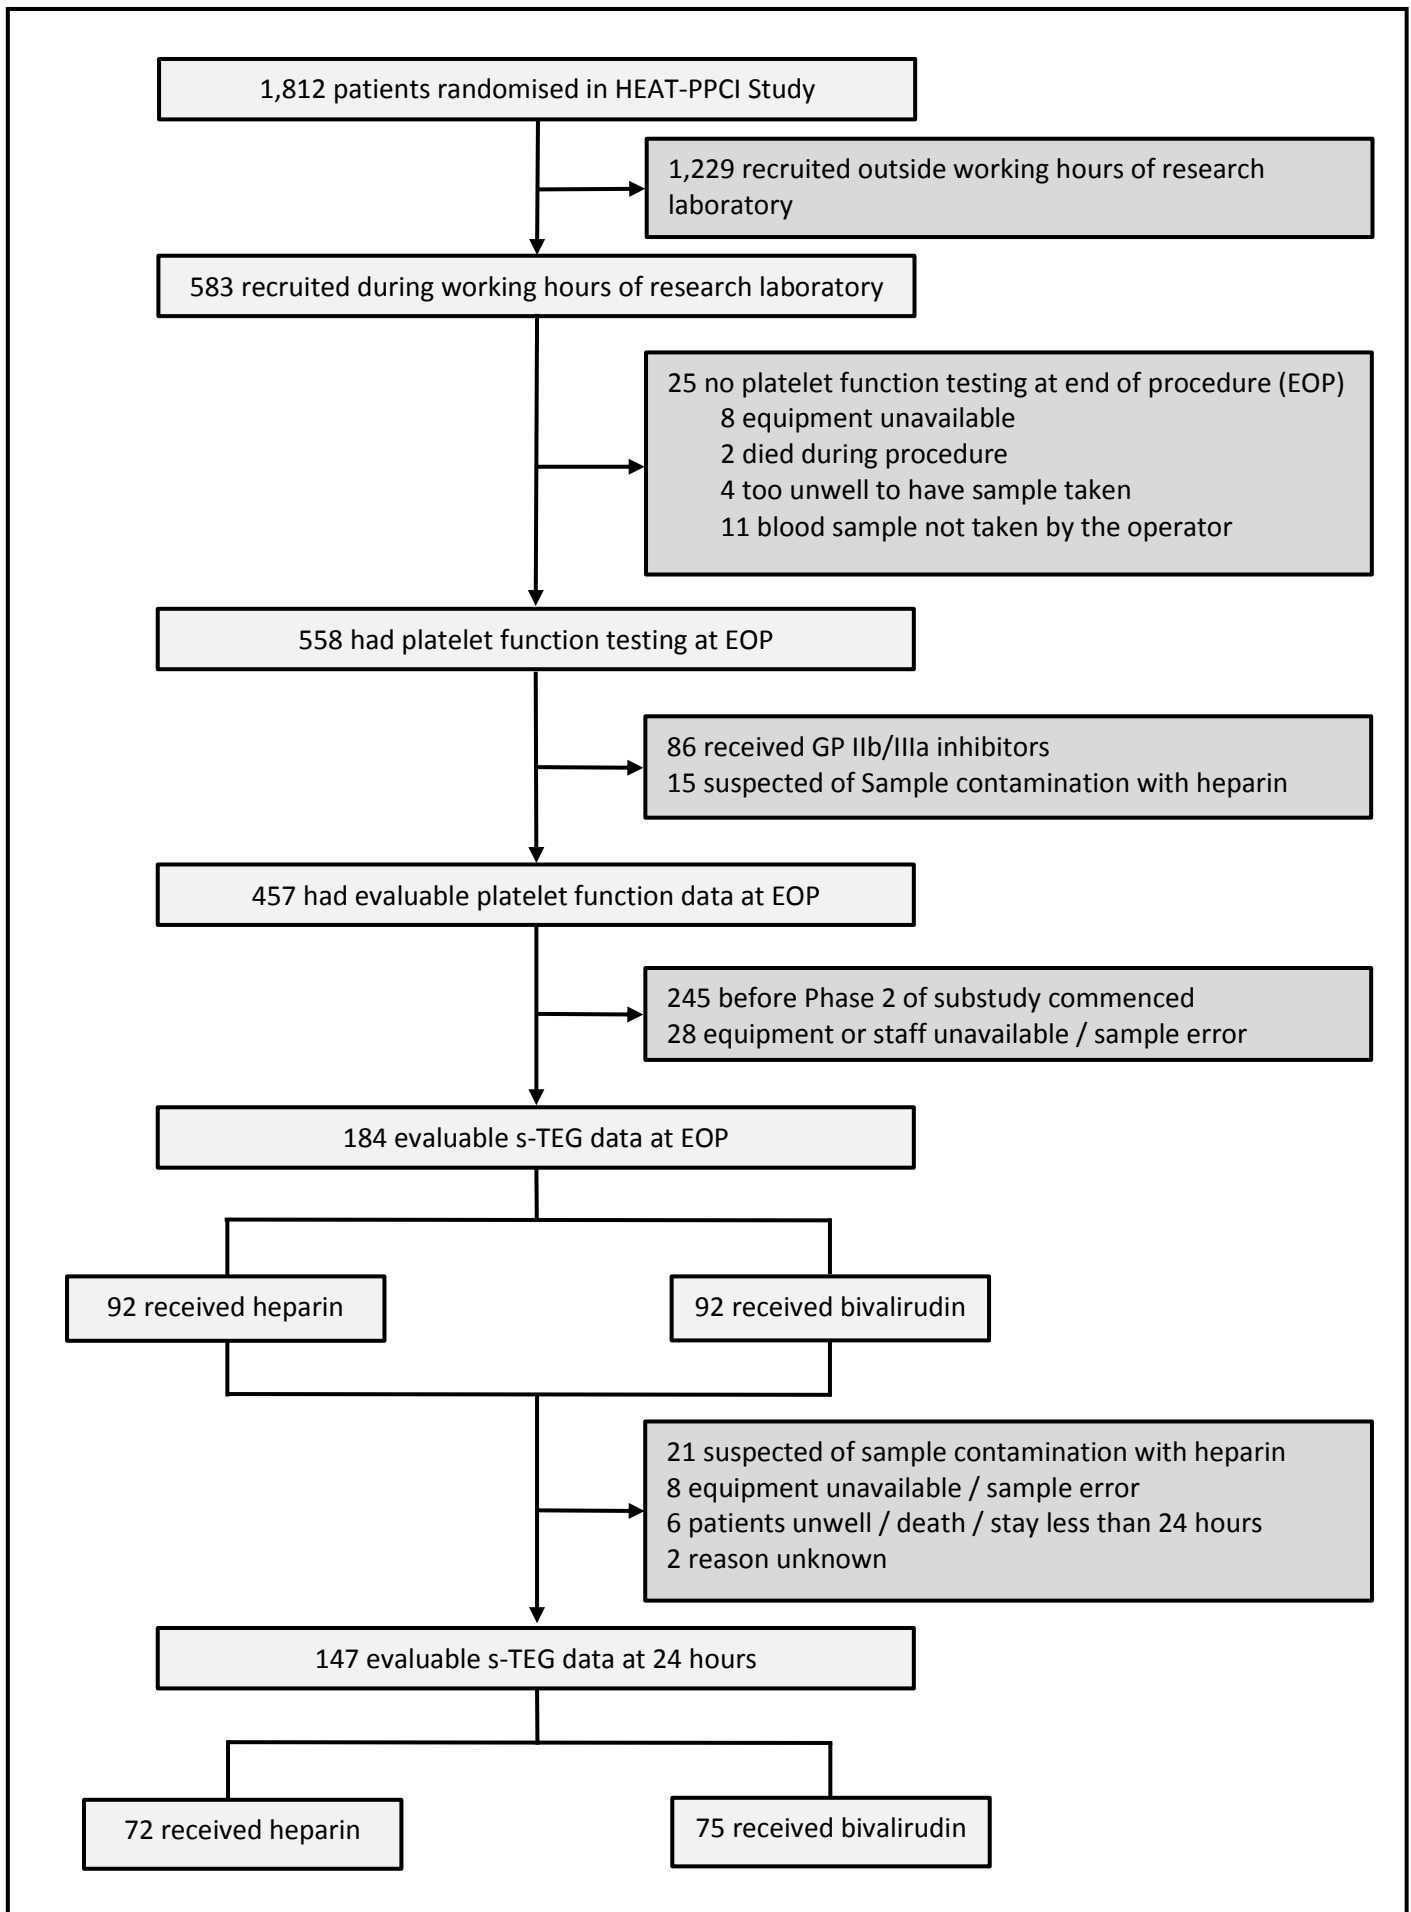 1,812 patients randomised in HEAT-PPCI Study
1,229 recruited outside working hours of research
laboratory
583 recruited during working hours of research laboratory
25 no platelet function testing at end of procedure (EOP)
8 equipment unavailable
2 died during procedure
4 too unwell to have sample taken
11 blood sample not taken by the operator
558 had platelet function testing at EOP
86 received GP IIb/IIIa inhibitors
15 suspected of Sample contamination with heparin
457 had evaluable platelet function data at EOP
245 before Phase 2 of substudy commenced
28 equipment or staff unavailable / sample error
184 evaluable s-TEG data at EOP
92 received heparin
92 received bivalirudin
21 suspected of sample contamination with heparin
8 equipment unavailable / sample error
6 patients unwell / death / stay less than 24 hours
2 reason unknown
147 evaluable s-TEG data at 24 hours
72 received heparin
75 received bivalirudin